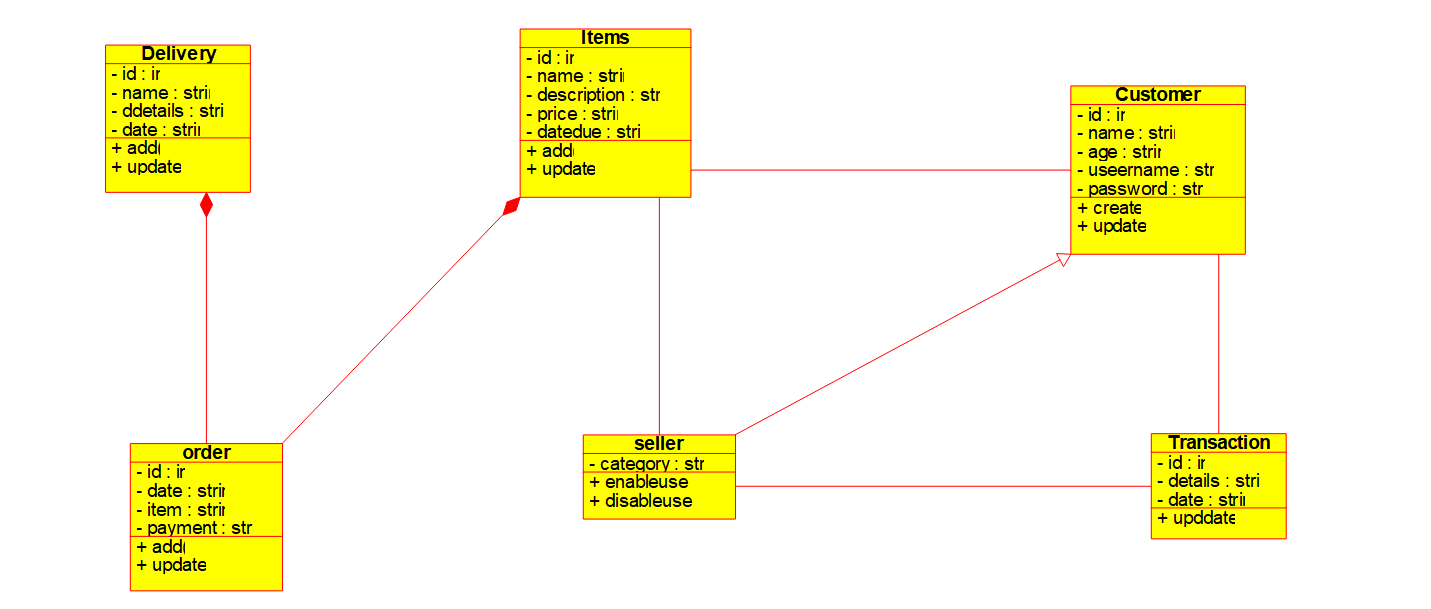 Delivery
- id : ir
- name : strii
- ddetails : stri
- date : strin
+ add(
+ update
Items
- id : ir
- name : stri
- description : str
- price : strii
- datedue : stri
+ add(
+ update
Customer
- id : ir
- name : strii
- age : strir
- useername : str
- password : str
+ create
+ update
order
- id : ir
- date : strin
- item : strir
- payment : str
+ add(
+ update
seller
- category : str
+ enableuse
+ disableuse
Transaction
- id : ir
- details : stri
- date : strii
+ upddate